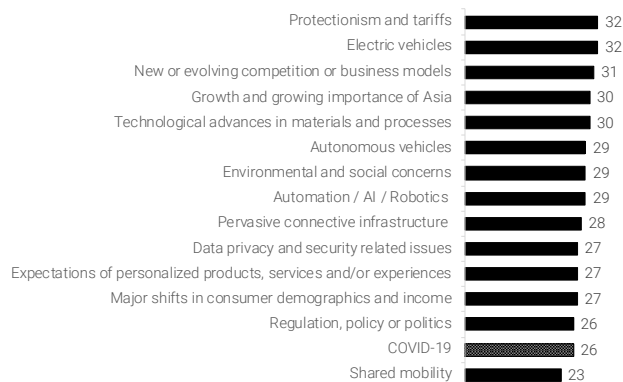 Protectionism and tariffs 32
Electric vehicles 32
New or evolving competition or business models 31
Growth and growing importance of Asia 30
Technological advances in materials and processes 30
Autonomous vehicles 29
Environmental and social concerns 29
Automation / AI / Robotics 29
Pervasive connective infrastructure 28
Data privacy and security related issues 27
Expectations of personalized products, services and/or experiences 27
Major shifts in consumer demographics and income 27
Regulation, policy or politics 26
COVID-19 26
Shared mobility 23